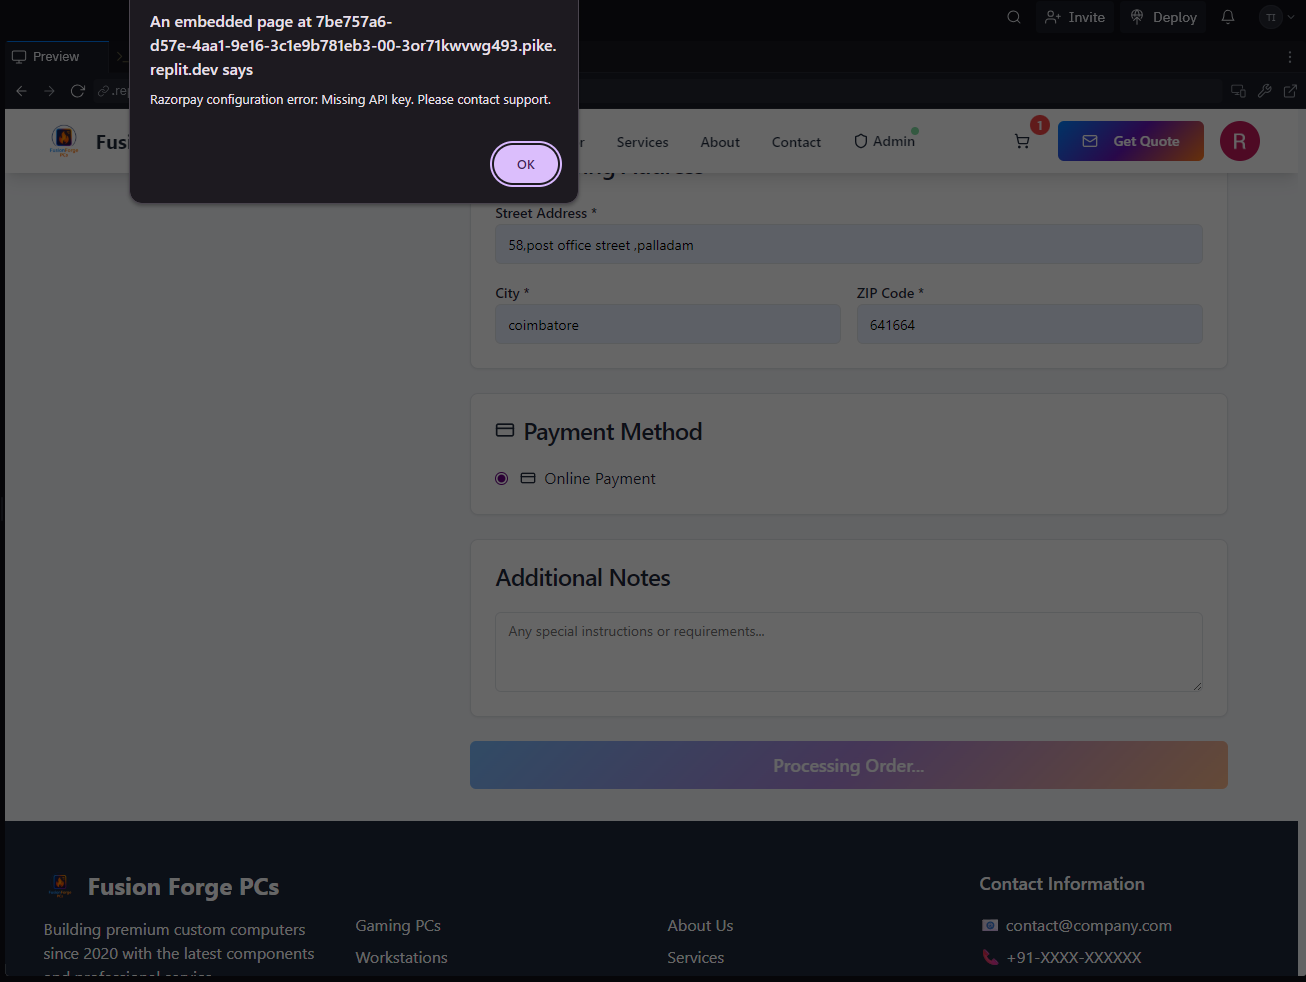 An embedded page at 7be757a6-
d57e-4aa1-9e16-3c1e9b781eb3-00-3or71kwvwg493.pike.
replit.dev says
Razorpay configuration error: Missing API key. Please contact support.
OK
Invite
Deploy
TI
Preview
Services
About
Contact
Admin
1
Get Quote
R
Street Address *
58,post office street ,palladam
City *
ZIP Code *
coimbatore
641664
Payment Method
Online Payment
Additional Notes
Any special instructions or requirements...
Processing Order...
Fusion Forge PCs
Building premium custom computers
since 2020 with the latest components
and professional service
Gaming PCs
Workstations
About Us
Services
Contact Information
contact@company.com
+91-XXXX-XXXXXX